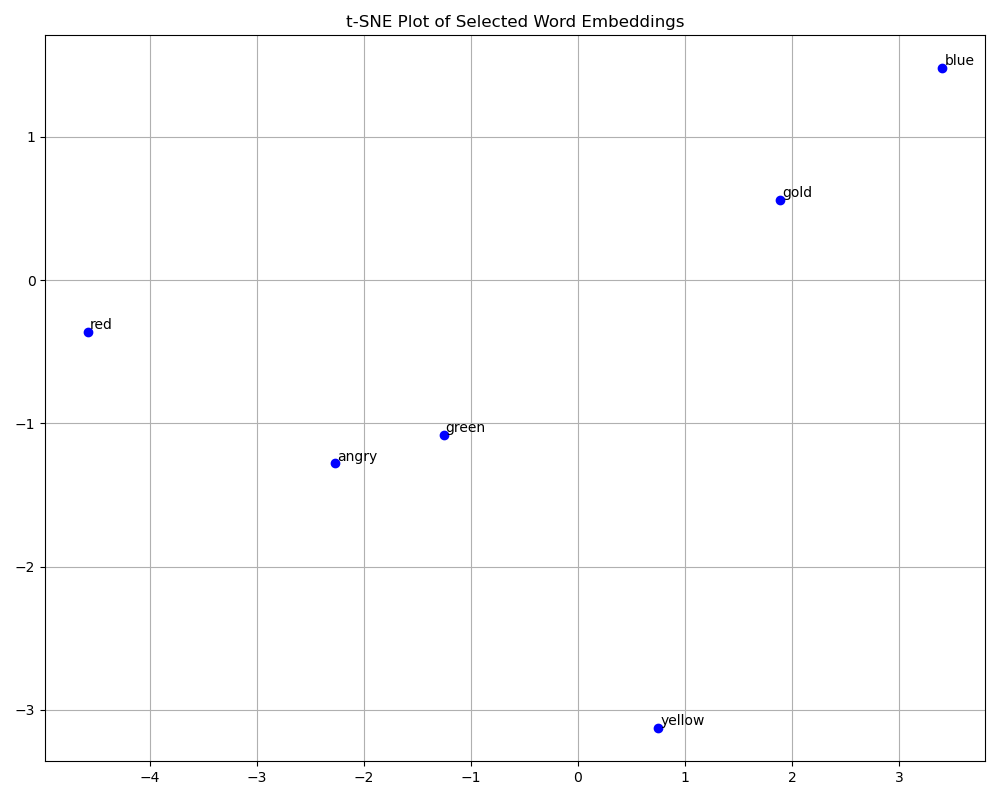 t-SNE Plot of Selected Word Embeddings
blue
1
gold
0
red
−1
green
angry
−2
−3
yellow
−4 −3 −2 −1 0 1 2 3